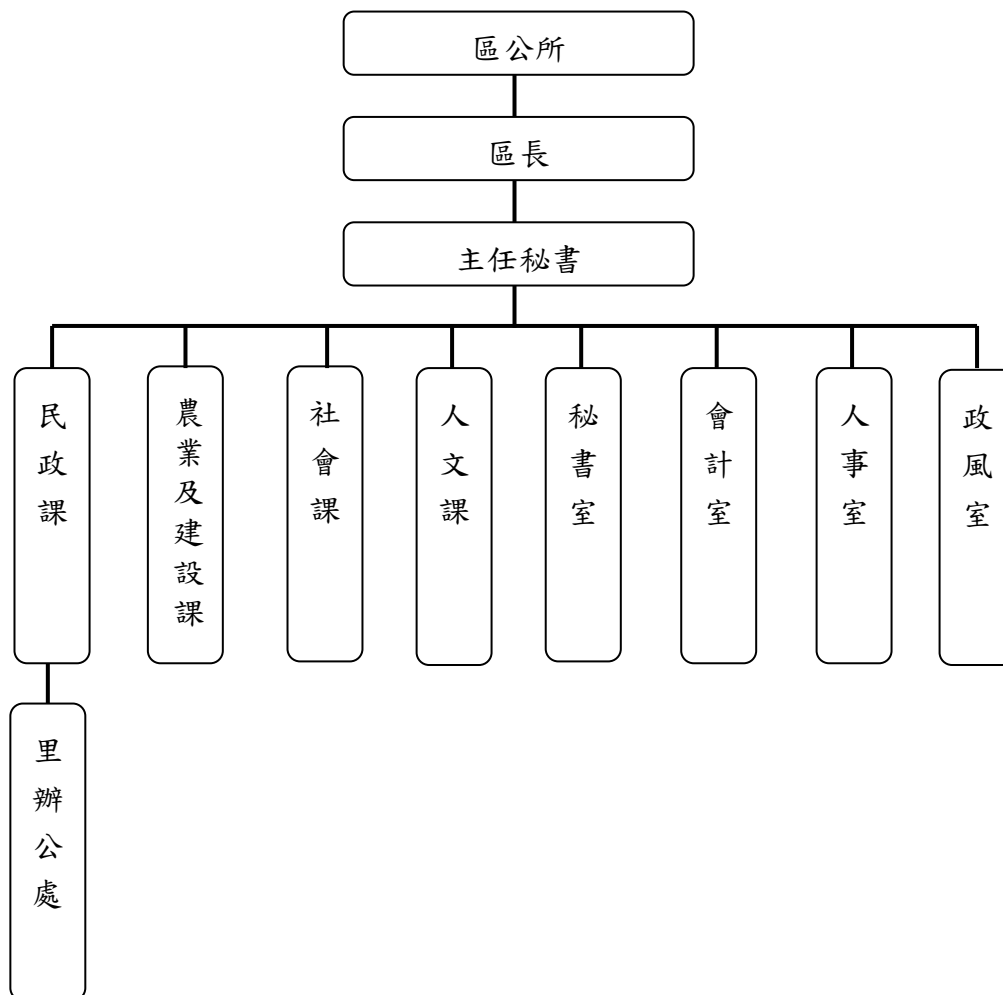 區公所
區長
主任秘書
民政課
農業及建設課
社會課
人文課
秘書室
會計室
人事室
政風室
里辦公處